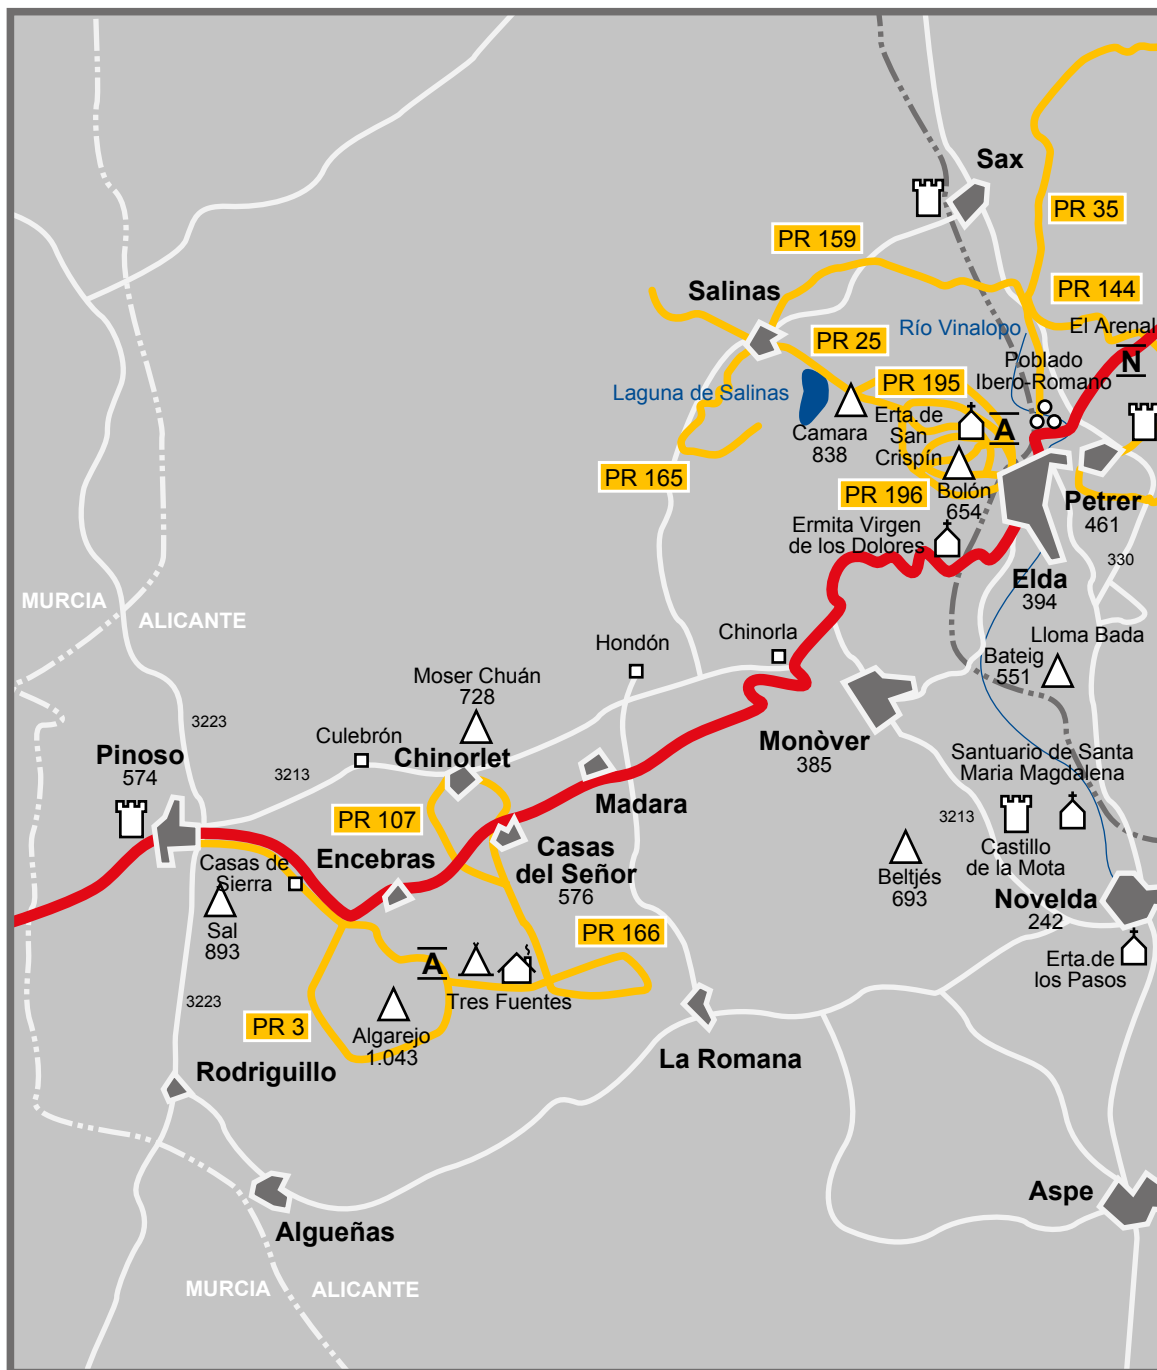 Sax
PR 35
PR 159
Salinas
PR 144
Río Vinalopo
El Arenal
PR 25
N
Poblado
Ibero-Romano
PR 195
Laguna de Salinas
Camara
838
Erta.de
San
Crispín
A
PR 165
PR 196
Bolón
654
Petrer
461
Ermita Virgen
de los Dolores
330
Elda
394
MURCIA
ALICANTE
Chinorla
Hondón
Lloma Bada
Bateig
551
Moser Chuán
728
3223
Culebrón
Pinoso
574
Chinorlet
3213
Monòver
385
Santuario de Santa
Maria Magdalena
Madara
PR 107
3213
Castillo
de la Mota
Encebras
Casas
del Señor
576
Casas de
Sierra
Beltjés
693
Novelda
242
Sal
893
PR 166
A
Erta.de
los Pasos
Tres Fuentes
3223
PR 3
Algarejo
1.043
La Romana
Rodriguillo
Aspe
Algueñas
MURCIA
ALICANTE